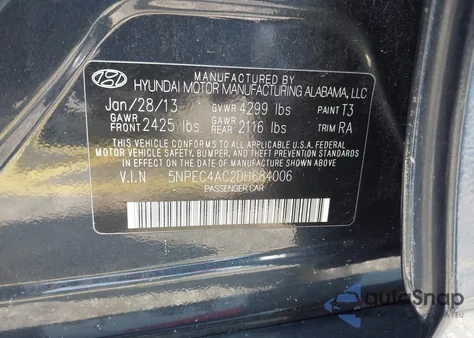 MANUFACTURED BY
HYUNDAI MOTOR MANUFACTURING ALABAMA, LLC
Jan/28/13 GVWR 4299 lbs PAINT T3
GAWR FRONT 2425 lbs GAWR REAR 2116 lbs TRIM RA
THIS VEHICLE CONFORMS TO ALL APPLICABLE
FEDERAL MOTOR VEHICLE SAFETY, BUMPER, AND THEFT PREVENTION STANDARDS
IN EFFECT ON THE DATE OF MANUFACTURE SHOWN ABOVE.
V.I.N 5NPEC4AC2DH684006
PASSENGER CAR
autoSnap